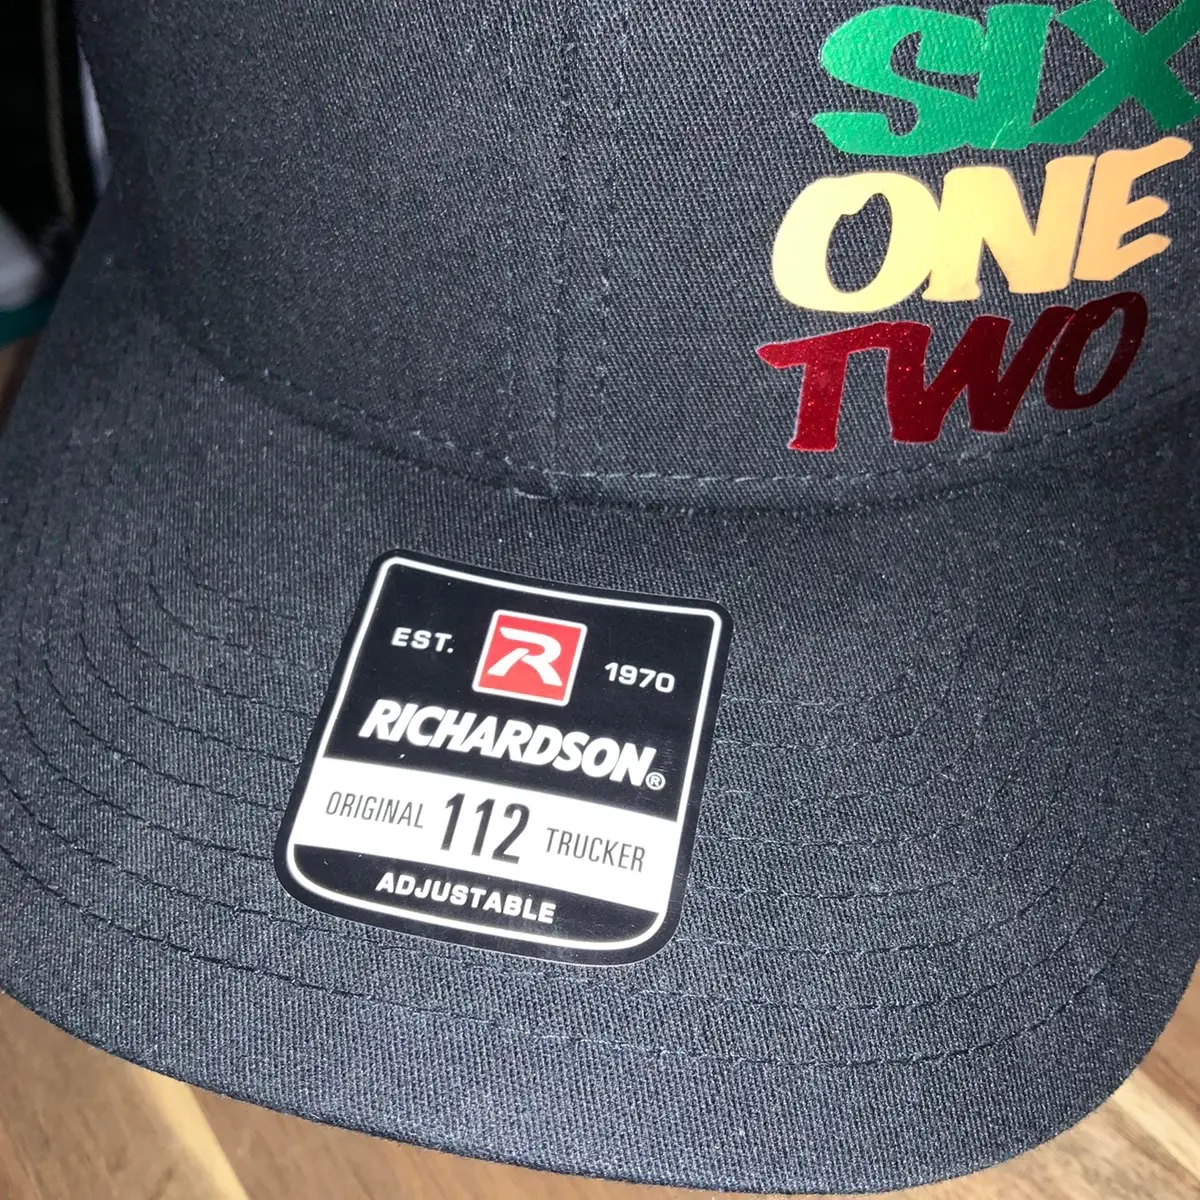 SIX
ONE
TWO
EST. R 1970
RICHARDSON®
ORIGINAL 112 TRUCKER
ADJUSTABLE